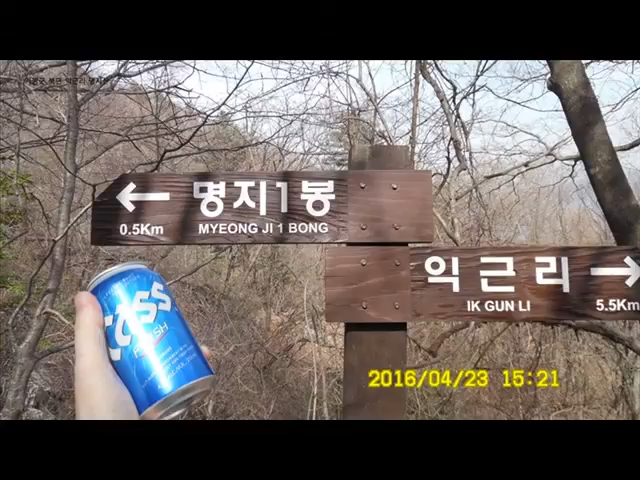 명지1봉
0.5Km
MYEONG JI 1 BONG
익근리
IK GUN LI
5.5Km
CASS
FRESH
2016/04/23 15:21